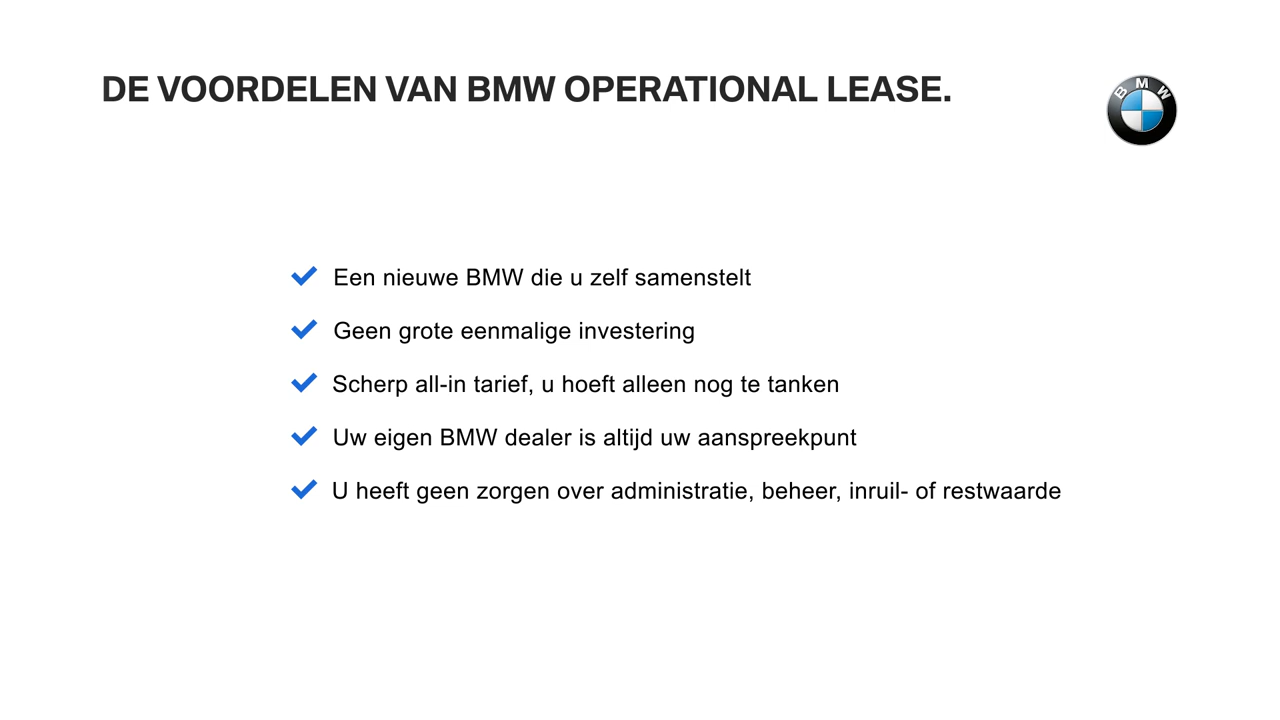 DE VOORDELEN VAN BMW OPERATIONAL LEASE.
BMW
Een nieuwe BMW die u zelf samenstelt
Geen grote eenmalige investering
Scherp all-in tarief, u hoeft alleen nog te tanken
Uw eigen BMW dealer is altijd uw aanspreekpunt
U heeft geen zorgen over administratie, beheer, inruil- of restwaarde